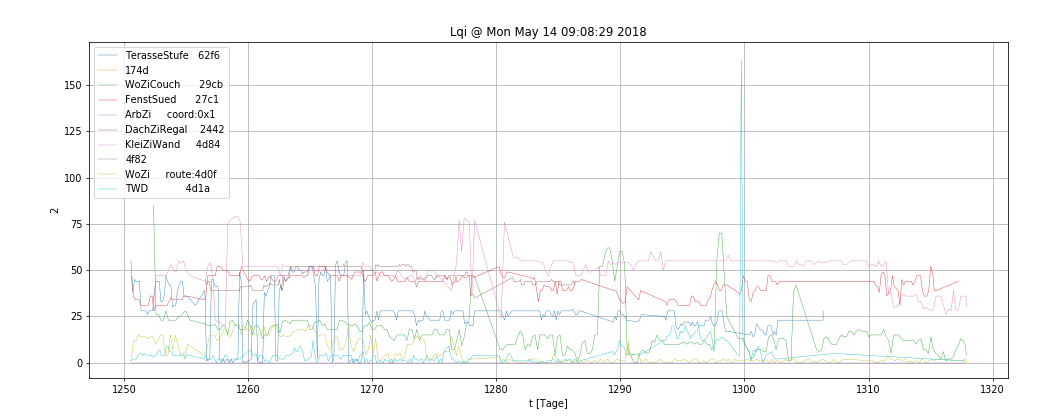 Lqi @ Mon May 14 09:08:29 2018
TerasseStufe 62f6
174d
WoZiCouch 29cb
FenstSued 27c1
ArbZi coord:0x1
DachZiRegal 2442
KleiZiWand 4d84
4f82
WoZi route:4d0f
TWD 4d1a
150
125
100
75
50
25
0
2
1250 1260 1270 1280 1290 1300 1310 1320
t [Tage]